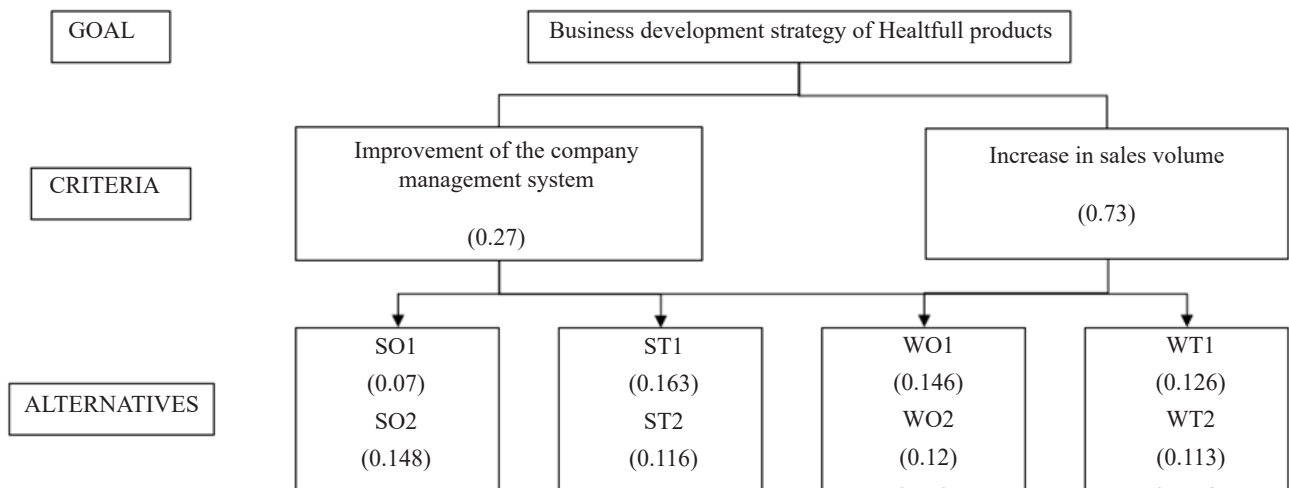 GOAL
Business development strategy of Healtfull products
CRITERIA
Improvement of the company
management system
(0.27)
Increase in sales volume
(0.73)
ALTERNATIVES
SO1
(0.07)
SO2
(0.148)
ST1
(0.163)
ST2
(0.116)
WO1
(0.146)
WO2
(0.12)
WT1
(0.126)
WT2
(0.113)